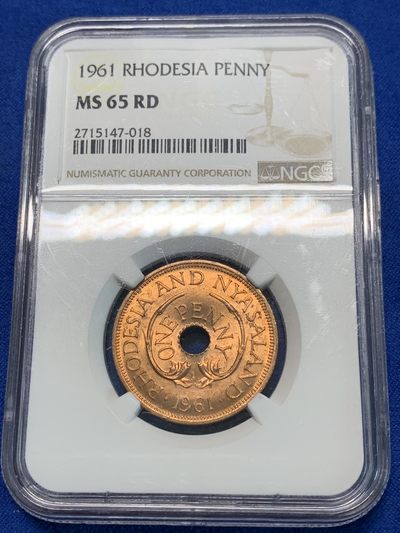 1961 RHODESIA PENNY
MS 65 RD
2715147-018
NUMISMATIC GUARANTY CORPORATION
NGC
RHODESIA AND NYASALAND
ONE PENNY
1961